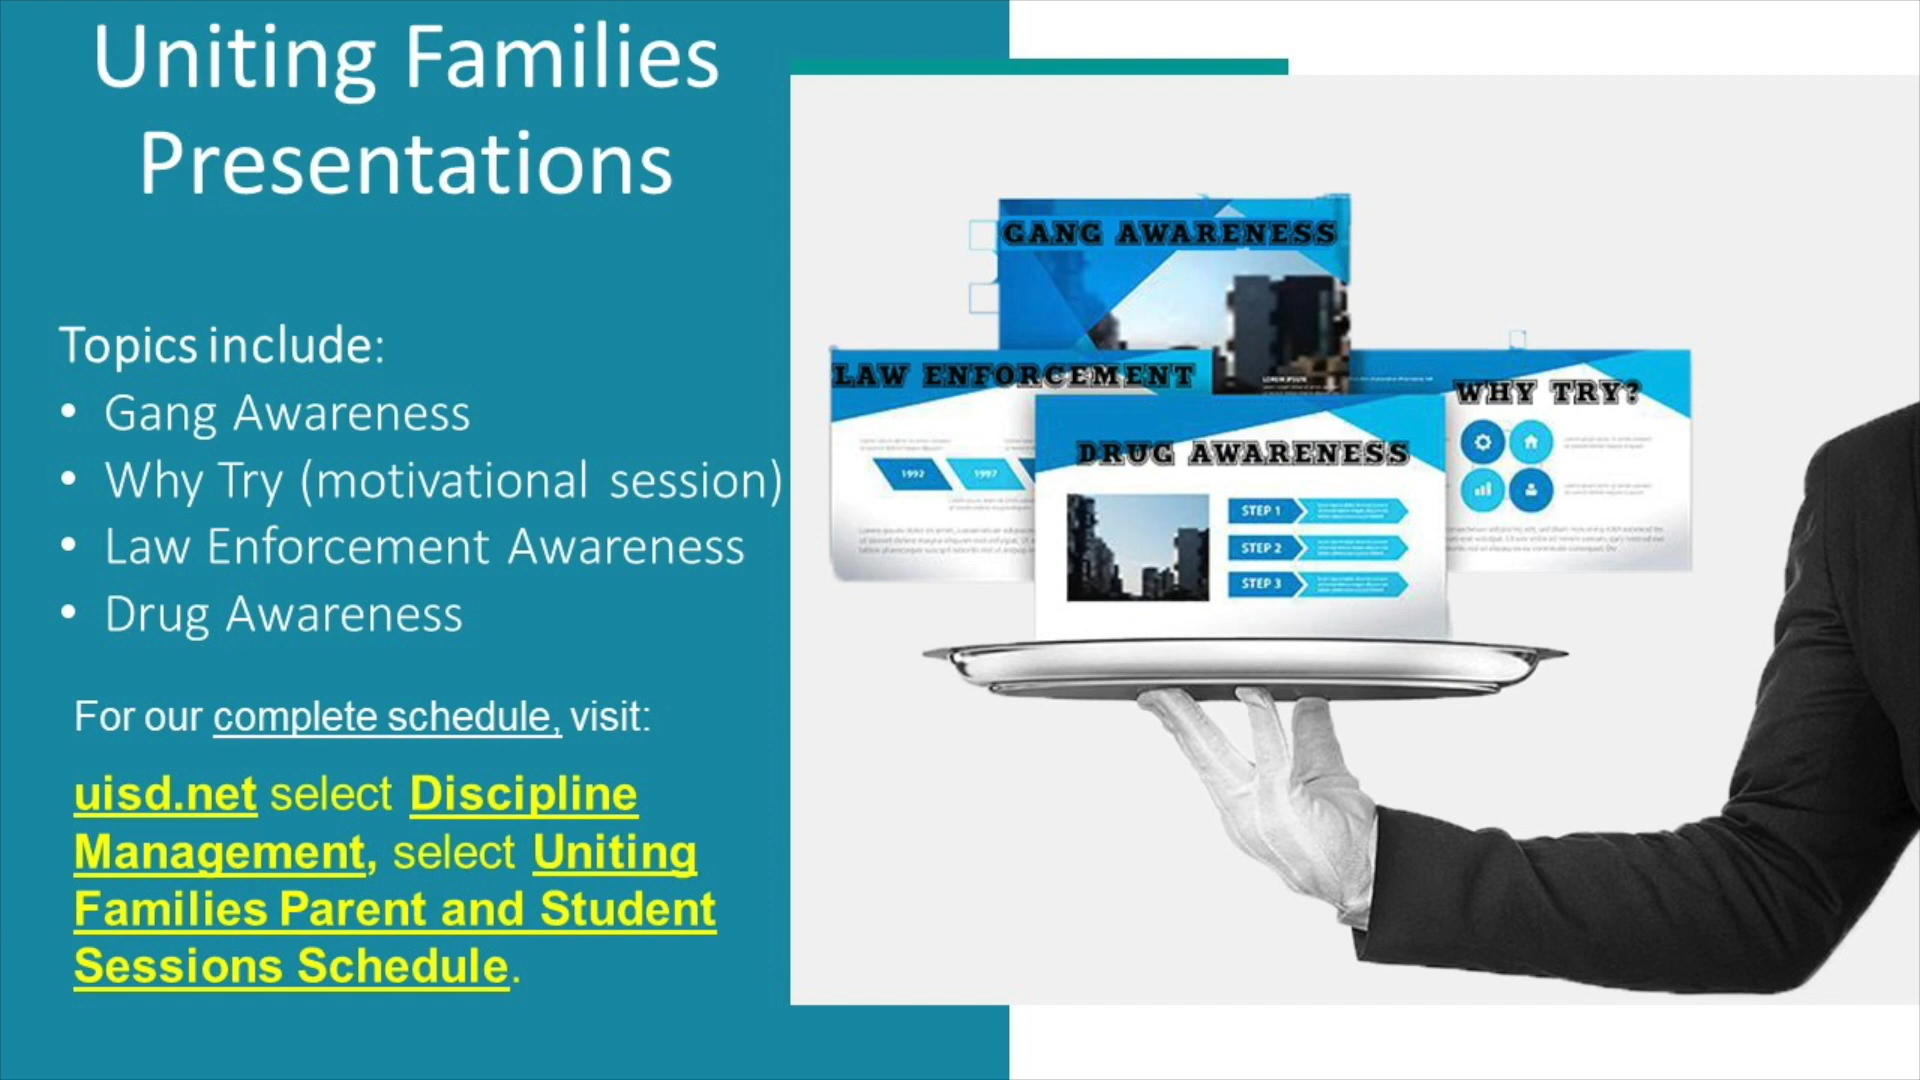 Uniting Families
Presentations
Topics include:
• Gang Awareness
• Why Try (motivational session)
• Law Enforcement Awareness
• Drug Awareness
For our complete schedule, visit:
uisd.net select Discipline
Management, select Uniting
Families Parent and Student
Sessions Schedule.
GANG AWARENESS
LOREM IPSUM
LAW ENFORCEMENT
1992 1997
WHY TRY?
DRUG AWARENESS
STEP 1
STEP 2
STEP 3